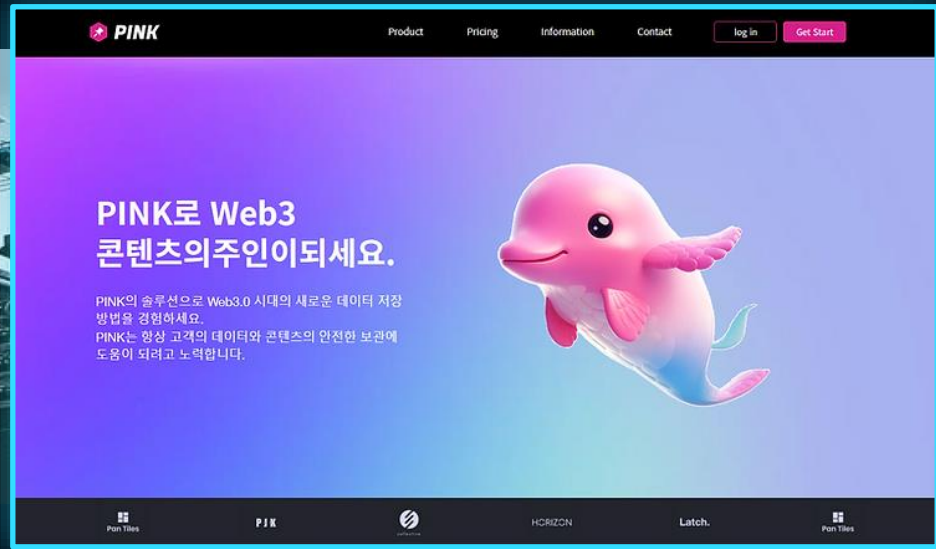 PINK
Product Pricing Information Contact log in Get Start
PINK로 Web3
콘텐츠의주인이되세요.
PINK의 솔루션으로 Web3.0 시대의 새로운 데이터 저장
방법을 경험하세요.
PINK는 항상 고객의 데이터와 콘텐츠의 안전한 보관에
도움이 되려고 노력합니다.
Pan Tiles PJK collective HORIZON Latch. Pan Tiles